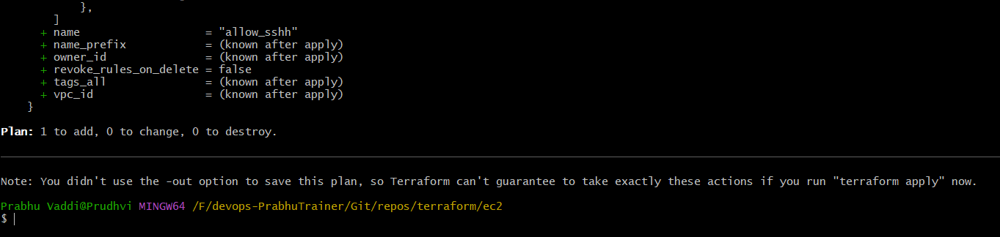 },
]
+ name = "allow_sshh"
+ name_prefix = (known after apply)
+ owner_id = (known after apply)
+ revoke_rules_on_delete = false
+ tags_all = (known after apply)
+ vpc_id = (known after apply)
}
Plan: 1 to add, 0 to change, 0 to destroy.
Note: You didn't use the -out option to save this plan, so Terraform can't guarantee to take exactly these actions if you run "terraform apply" now.
Prabhu Vaddi@Prudhvi MINGW64 /F/devops-PrabhuTrainer/Git/repos/terraform/ec2
$